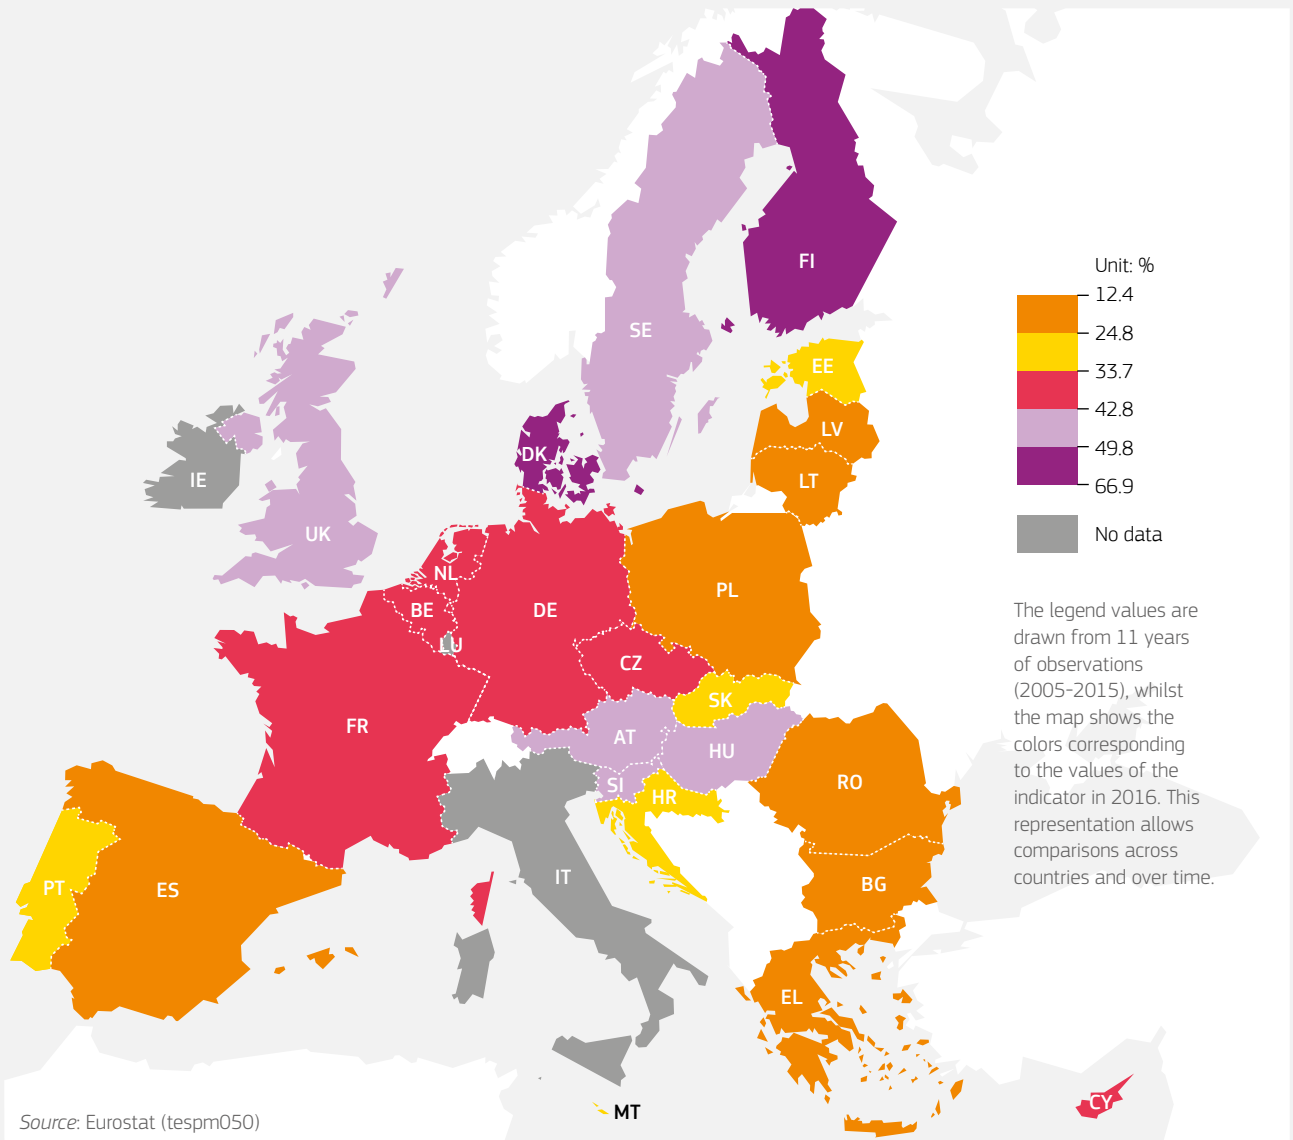 FI
SE
Unit: %
12.4
24.8
33.7
42.8
49.8
66.9
No data
EE
LV
DK
LT
IE
UK
NL
PL
BE
DE
LU
CZ
SK
FR
AT
HU
SI
HR
RO
IT
BG
PT
ES
EL
MT
CY
The legend values are
drawn from 11 years
of observations
(2005-2015), whilst
the map shows the
colors corresponding
to the values of the
indicator in 2016. This
representation allows
comparisons across
countries and over time.
Source: Eurostat (tespm050)